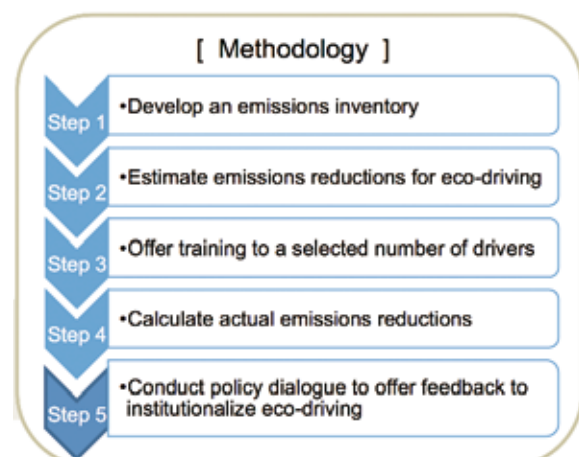 [ Methodology ]
Step 1
•Develop an emissions inventory
Step 2
•Estimate emissions reductions for eco-driving
Step 3
•Offer training to a selected number of drivers
Step 4
•Calculate actual emissions reductions
Step 5
•Conduct policy dialogue to offer feedback to
institutionalize eco-driving